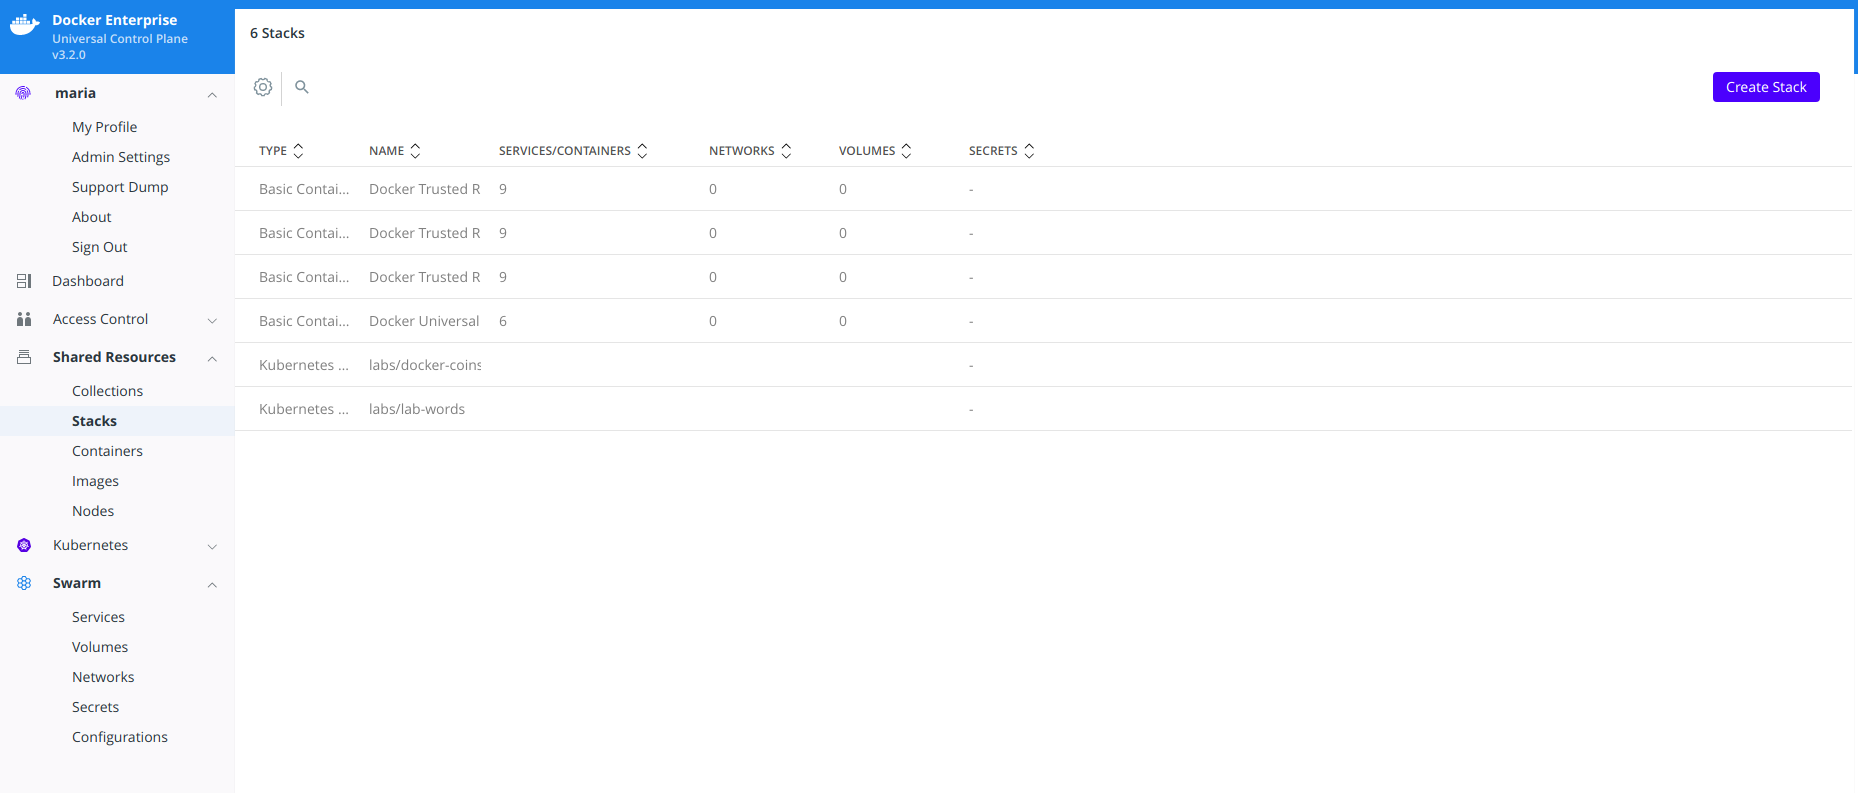 Docker Enterprise
Universal Control Plane
v3.2.0
maria
My Profile
Admin Settings
Support Dump
About
Sign Out
Dashboard
Access Control
Shared Resources
Collections
Stacks
Containers
Images
Nodes
Kubernetes
Swarm
Services
Volumes
Networks
Secrets
Configurations
6 Stacks
Create Stack
TYPE NAME SERVICES/CONTAINERS NETWORKS VOLUMES SECRETS
Basic Contai... Docker Trusted R 9 0 0 -
Basic Contai... Docker Trusted R 9 0 0 -
Basic Contai... Docker Trusted R 9 0 0 -
Basic Contai... Docker Universal 6 0 0 -
Kubernetes ... labs/docker-coins -
Kubernetes ... labs/lab-words -